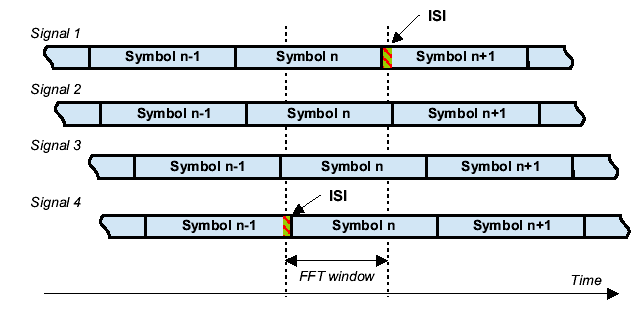 ISI
Signal 1
Symbol n-1 Symbol n Symbol n+1
Signal 2
Symbol n-1 Symbol n Symbol n+1
Signal 3
Symbol n-1 Symbol n Symbol n+1
ISI
Signal 4
Symbol n-1 Symbol n Symbol n+1
FFT window
Time